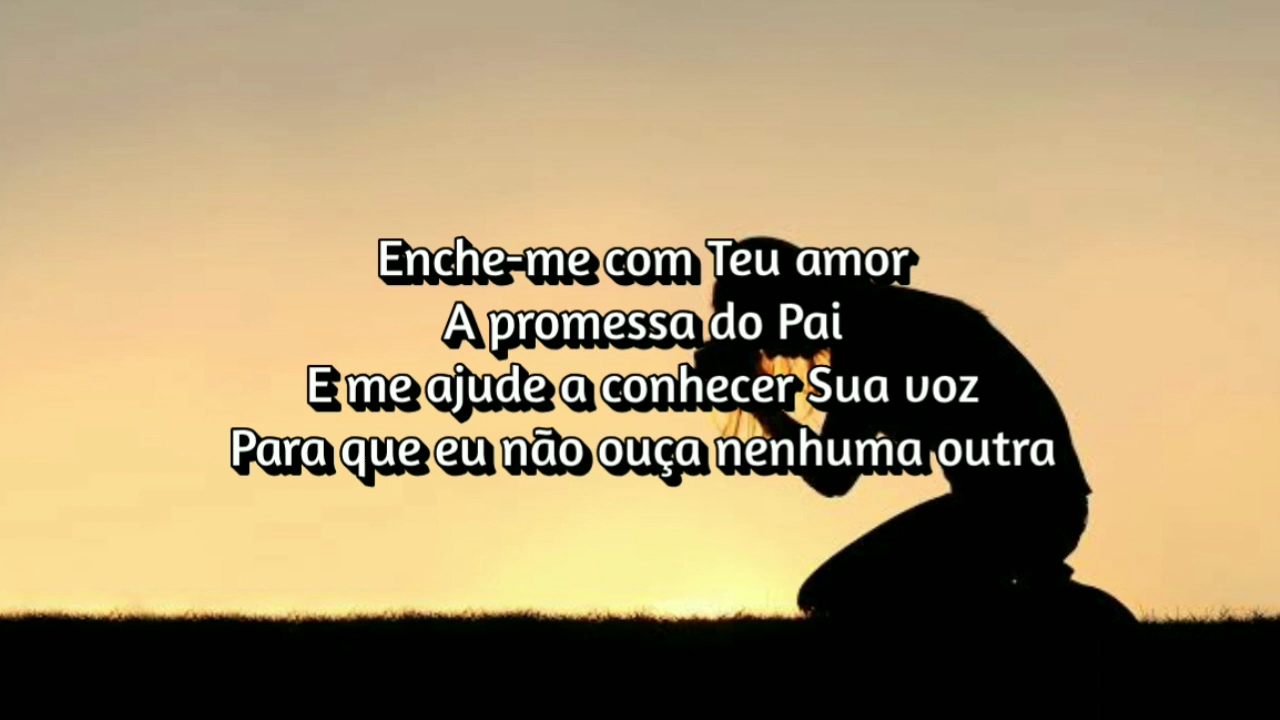 Enche-me com Teu amor
A promessa do Pai
E me ajude a conhecer Sua voz
Para que eu não ouça nenhuma outra